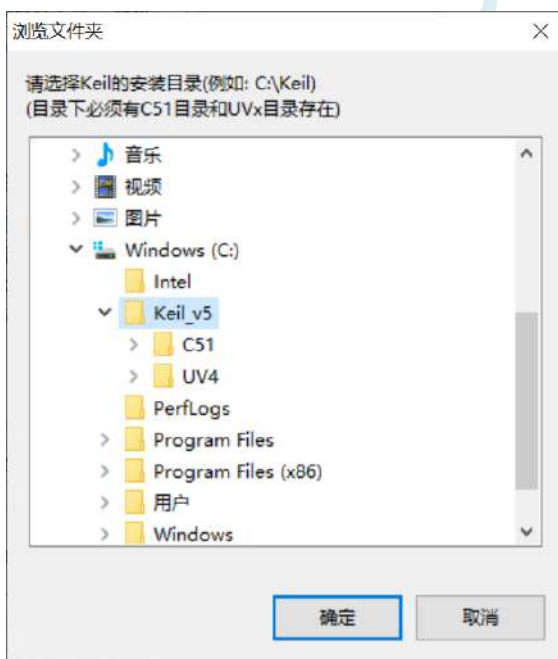 浏览文件夹
请选择Keil的安装目录(例如: C:\Keil)
(目录下必须有C51目录和UVx目录存在)
音乐
视频
图片
Windows (C:)
Intel
Keil_v5
C51
UV4
PerfLogs
Program Files
Program Files (x86)
用户
Windows
确定
取消